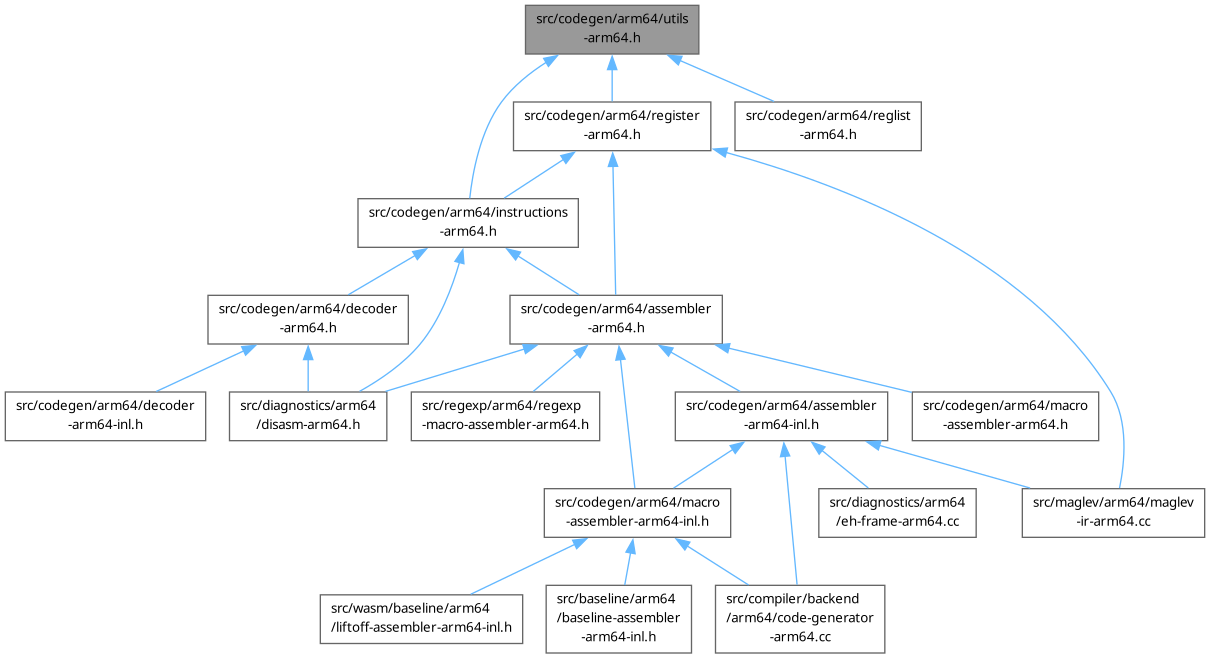 src/codegen/arm64/utils
-arm64.h
src/codegen/arm64/register
-arm64.h
src/codegen/arm64/reglist
-arm64.h
src/codegen/arm64/instructions
-arm64.h
src/codegen/arm64/decoder
-arm64.h
src/codegen/arm64/assembler
-arm64.h
src/codegen/arm64/decoder
-arm64-inl.h
src/diagnostics/arm64
/disasm-arm64.h
src/regexp/arm64/regexp
-macro-assembler-arm64.h
src/codegen/arm64/assembler
-arm64-inl.h
src/codegen/arm64/macro
-assembler-arm64.h
src/codegen/arm64/macro
-assembler-arm64-inl.h
src/diagnostics/arm64
/eh-frame-arm64.cc
src/maglev/arm64/maglev
-ir-arm64.cc
src/wasm/baseline/arm64
/liftoff-assembler-arm64-inl.h
src/baseline/arm64
/baseline-assembler
-arm64-inl.h
src/compiler/backend
/arm64/code-generator
-arm64.cc